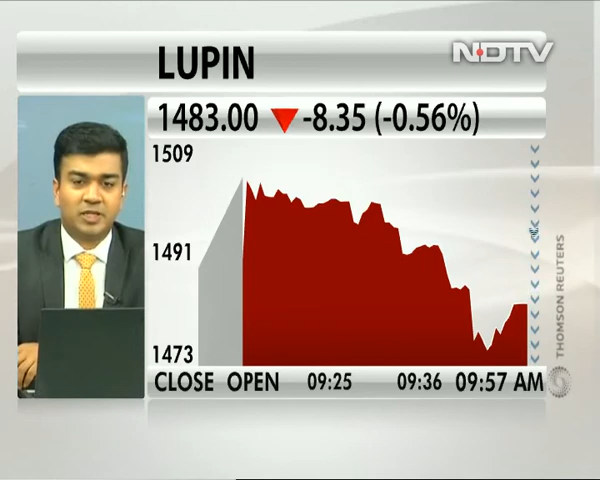 LUPIN
NDTV
1483.00 ▼ -8.35 (-0.56%)
1509
1491
1473
CLOSE OPEN 09:25 09:36 09:57 AM
THOMSON REUTERS